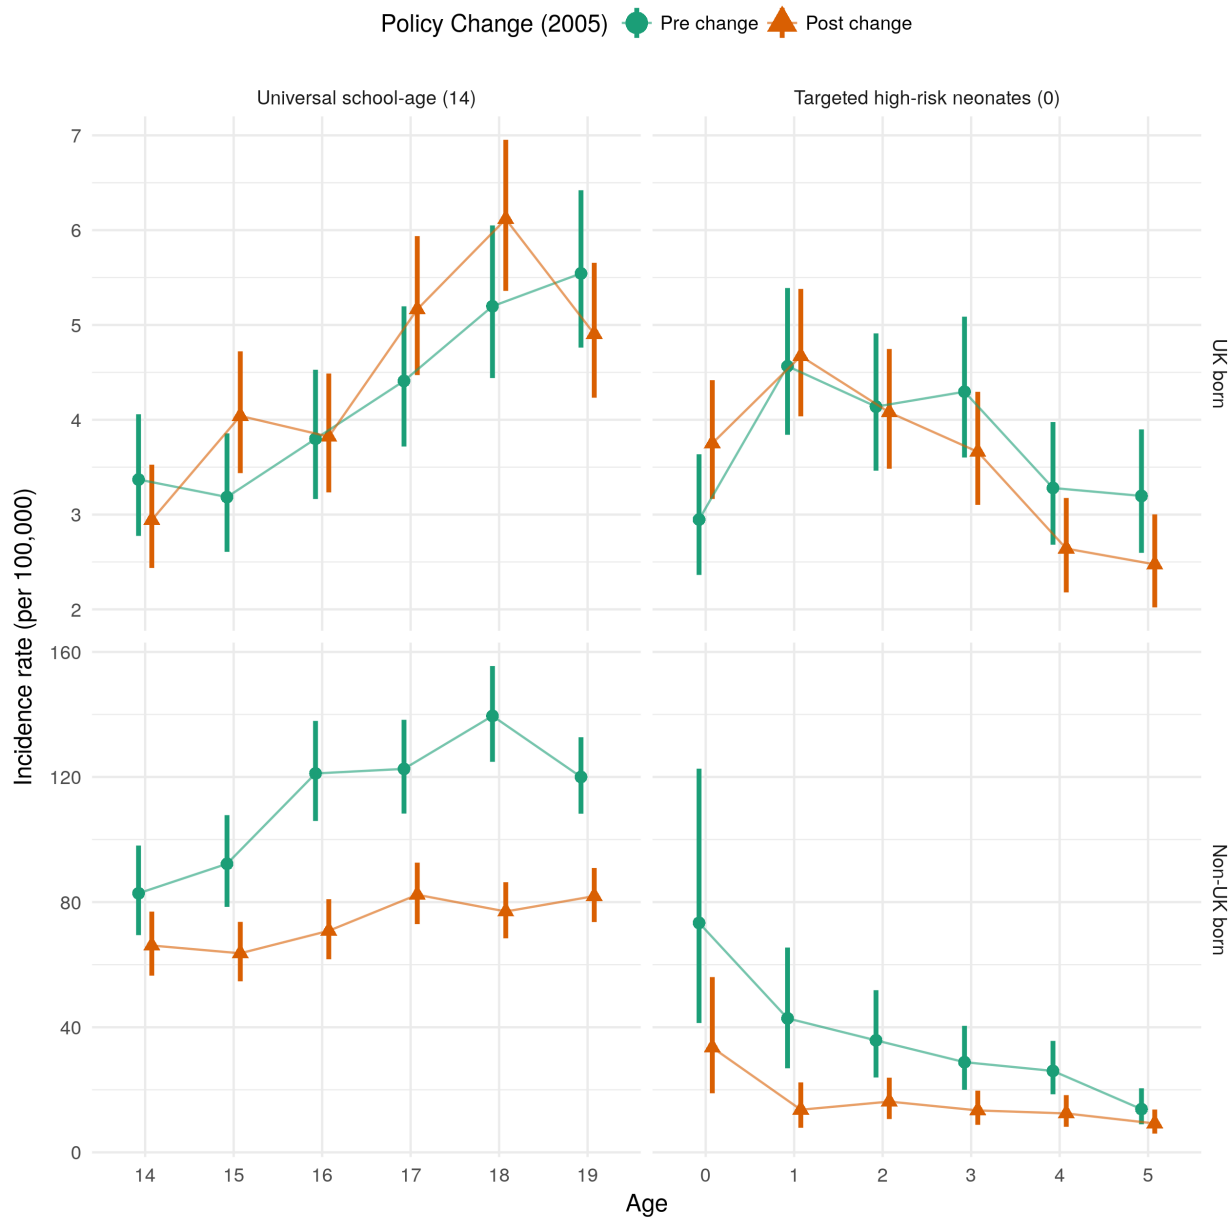 Policy Change (2005) Pre change Post change
Universal school-age (14) Targeted high-risk neonates (0)
7
6
5
4
3
2
UK born
160
120
80
40
0
Non-UK born
Incidence rate (per 100,000)
14 15 16 17 18 19 0 1 2 3 4 5
Age